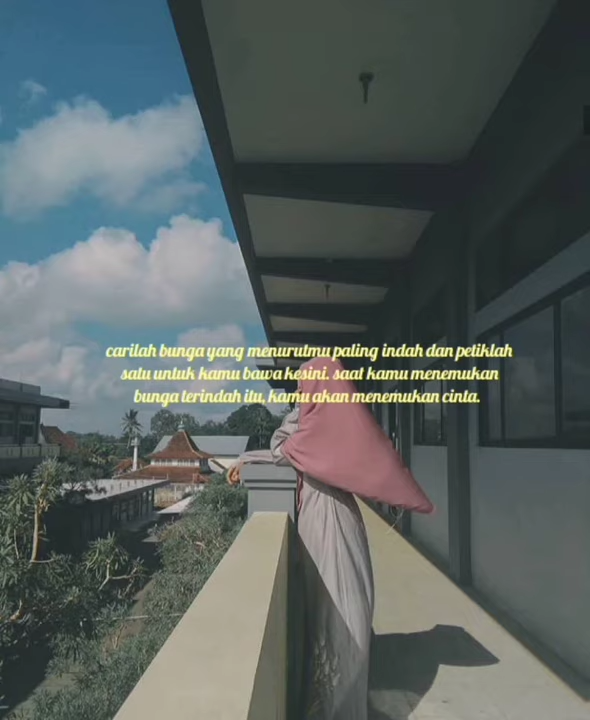 carilah bunga yang menurutmu paling indah dan petiklah
satu untuk kamu bawa kesini. saat kamu menemukan
bunga terindah itu, kamu akan menemukan cinta.